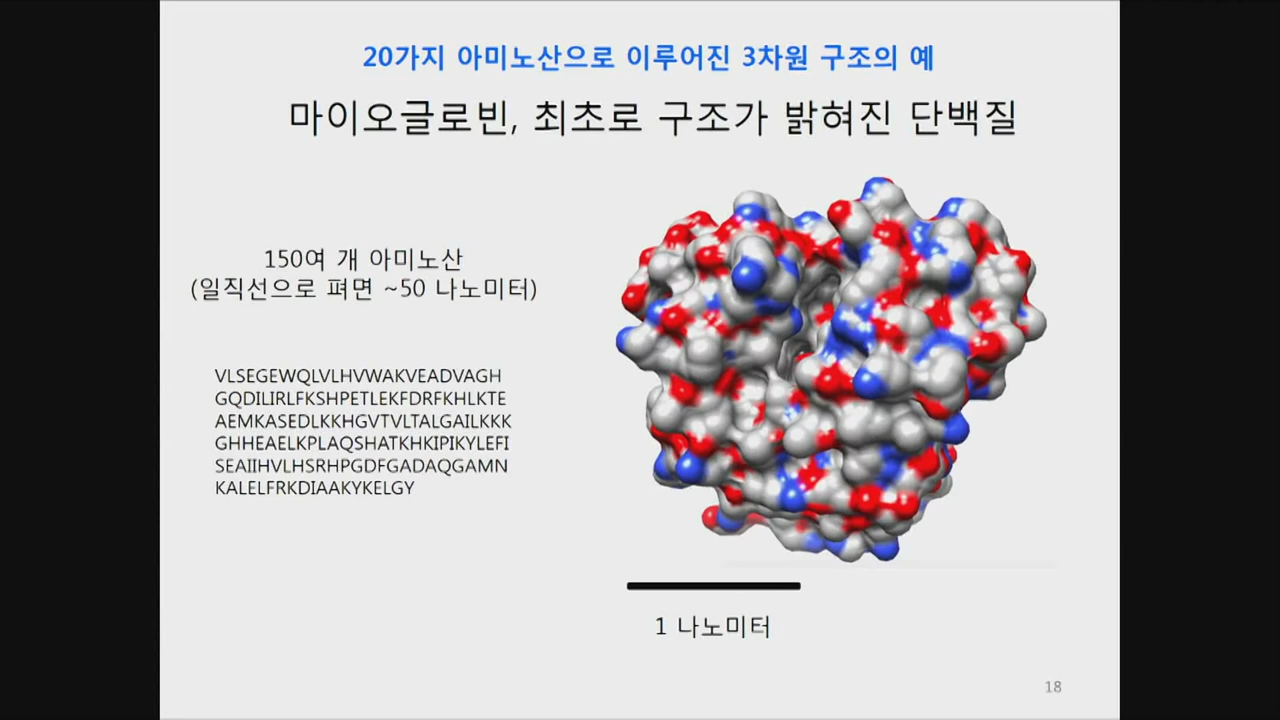 20가지 아미노산으로 이루어진 3차원 구조의 예
마이오글로빈, 최초로 구조가 밝혀진 단백질
150여 개 아미노산
(일직선으로 펴면 ~50 나노미터)
VLSEGEWQLVLHVWAKVEADVAGH
GQDILIRLFKSHPETLEKFDRFKHLKTE
AEMKASEDLKKHGVTVLTALGAILKKK
GHHEAELKPLAQSHATKHKIPIKYLEFI
SEAIIHVLHSRHPGDFGADAQGAMN
KALELFRKDIAAKYKELGY
1 나노미터
18